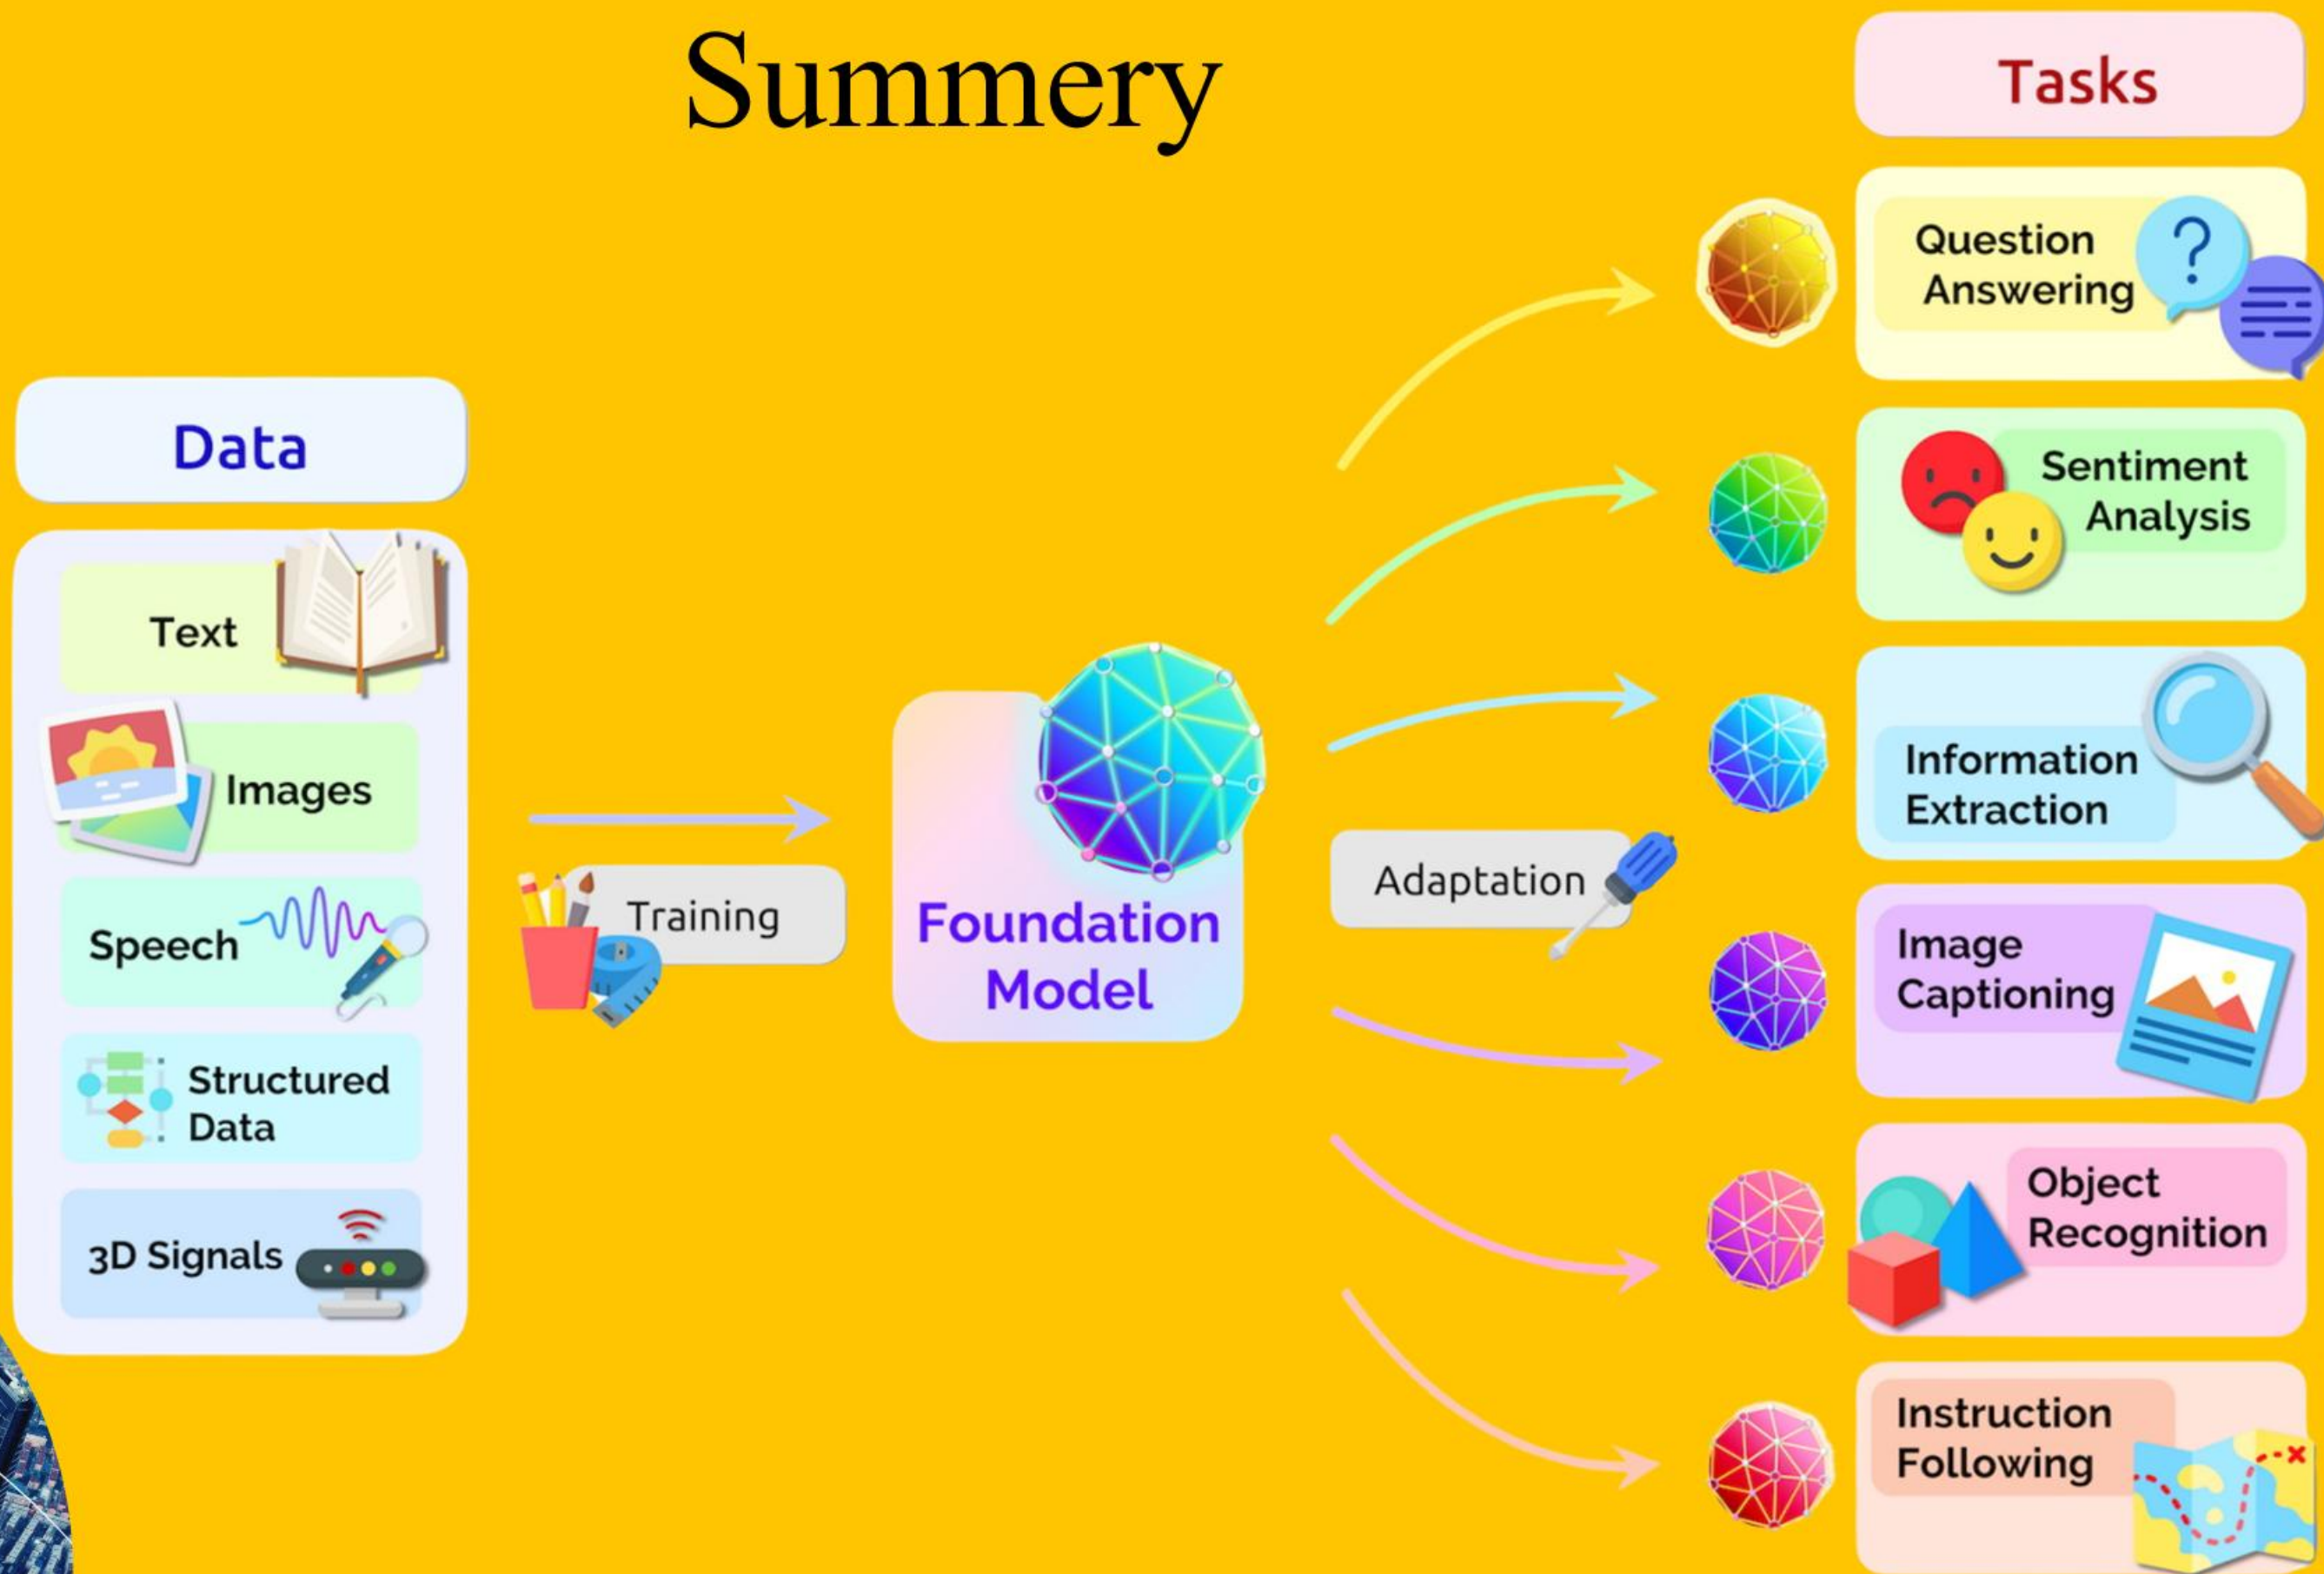 Summery
Data
Text
Images
Speech
Structured
Data
3D Signals
Training
Foundation
Model
Adaptation
Tasks
Question
Answering
?
Sentiment
Analysis
Information
Extraction
Image
Captioning
Object
Recognition
Instruction
Following